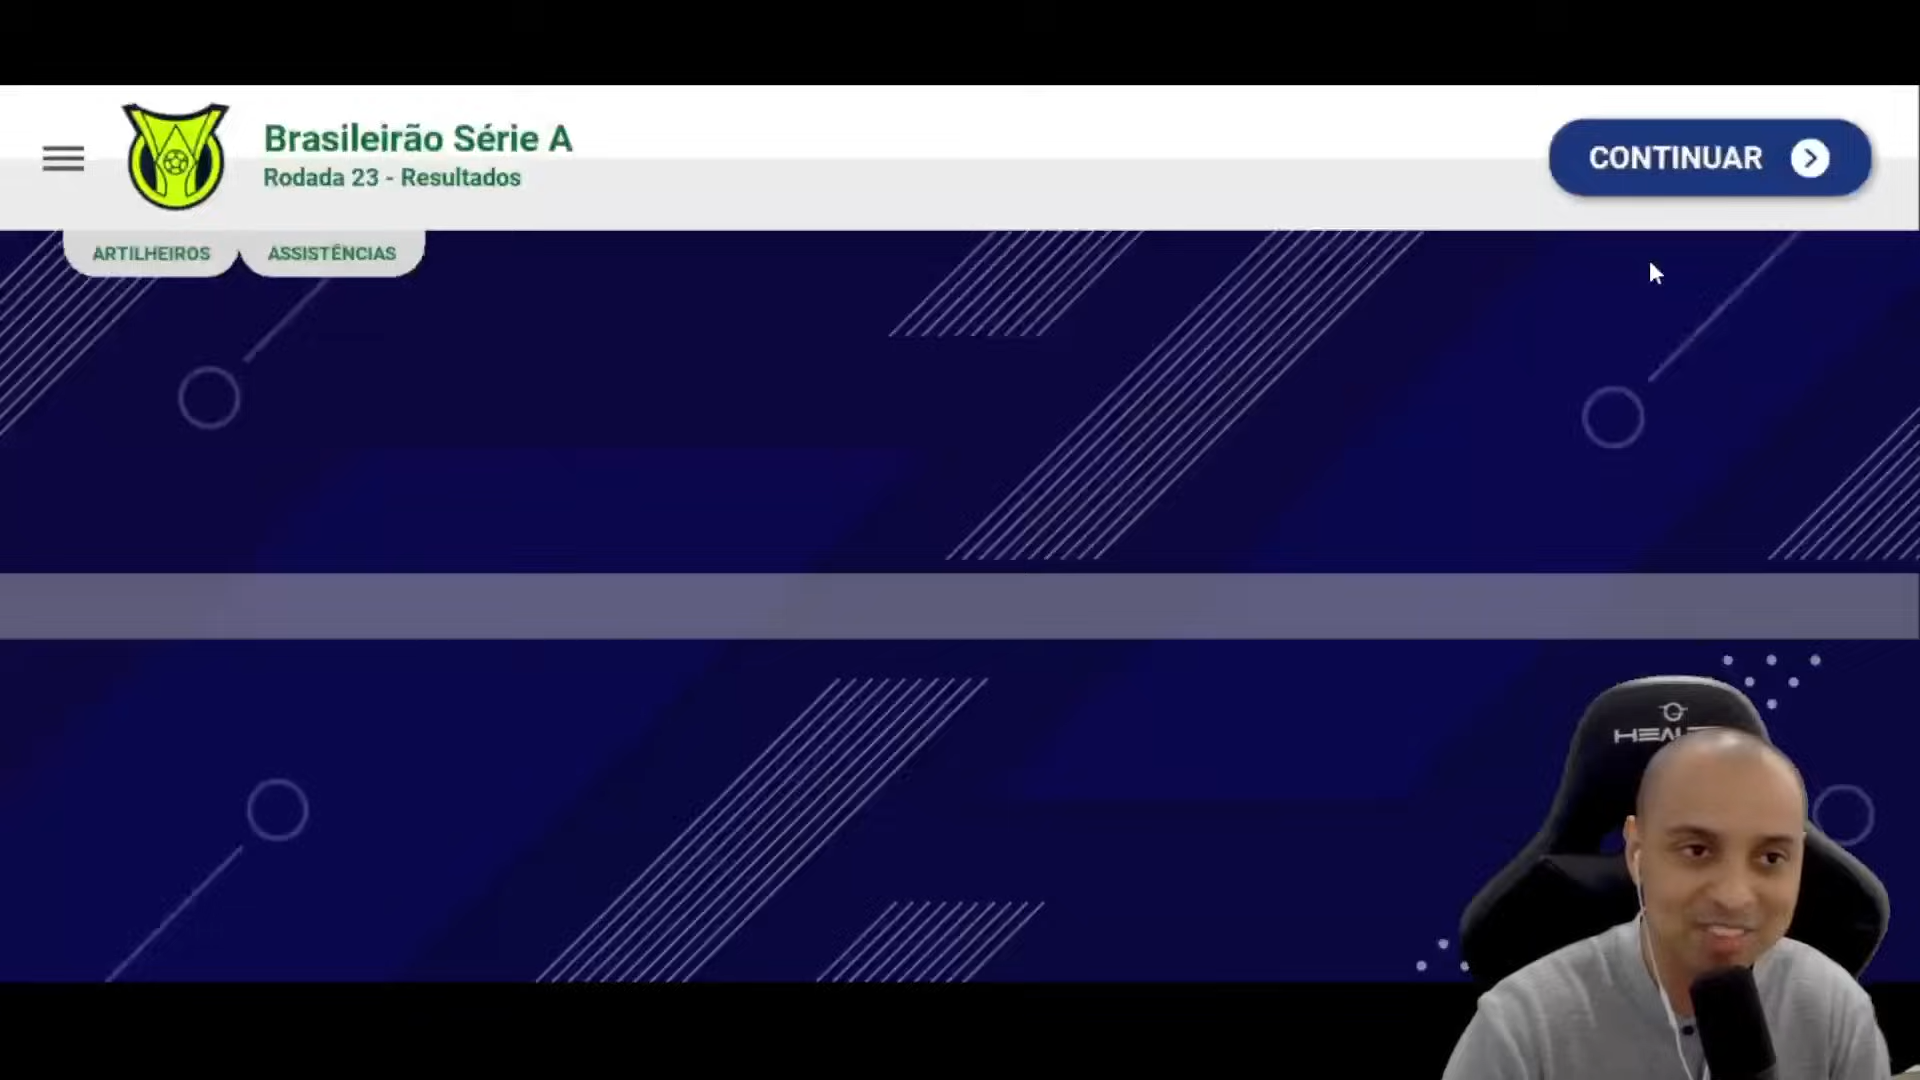 Brasileirão Série A
Rodada 23 - Resultados
CONTINUAR
ARTILHEIROS
ASSISTÊNCIAS